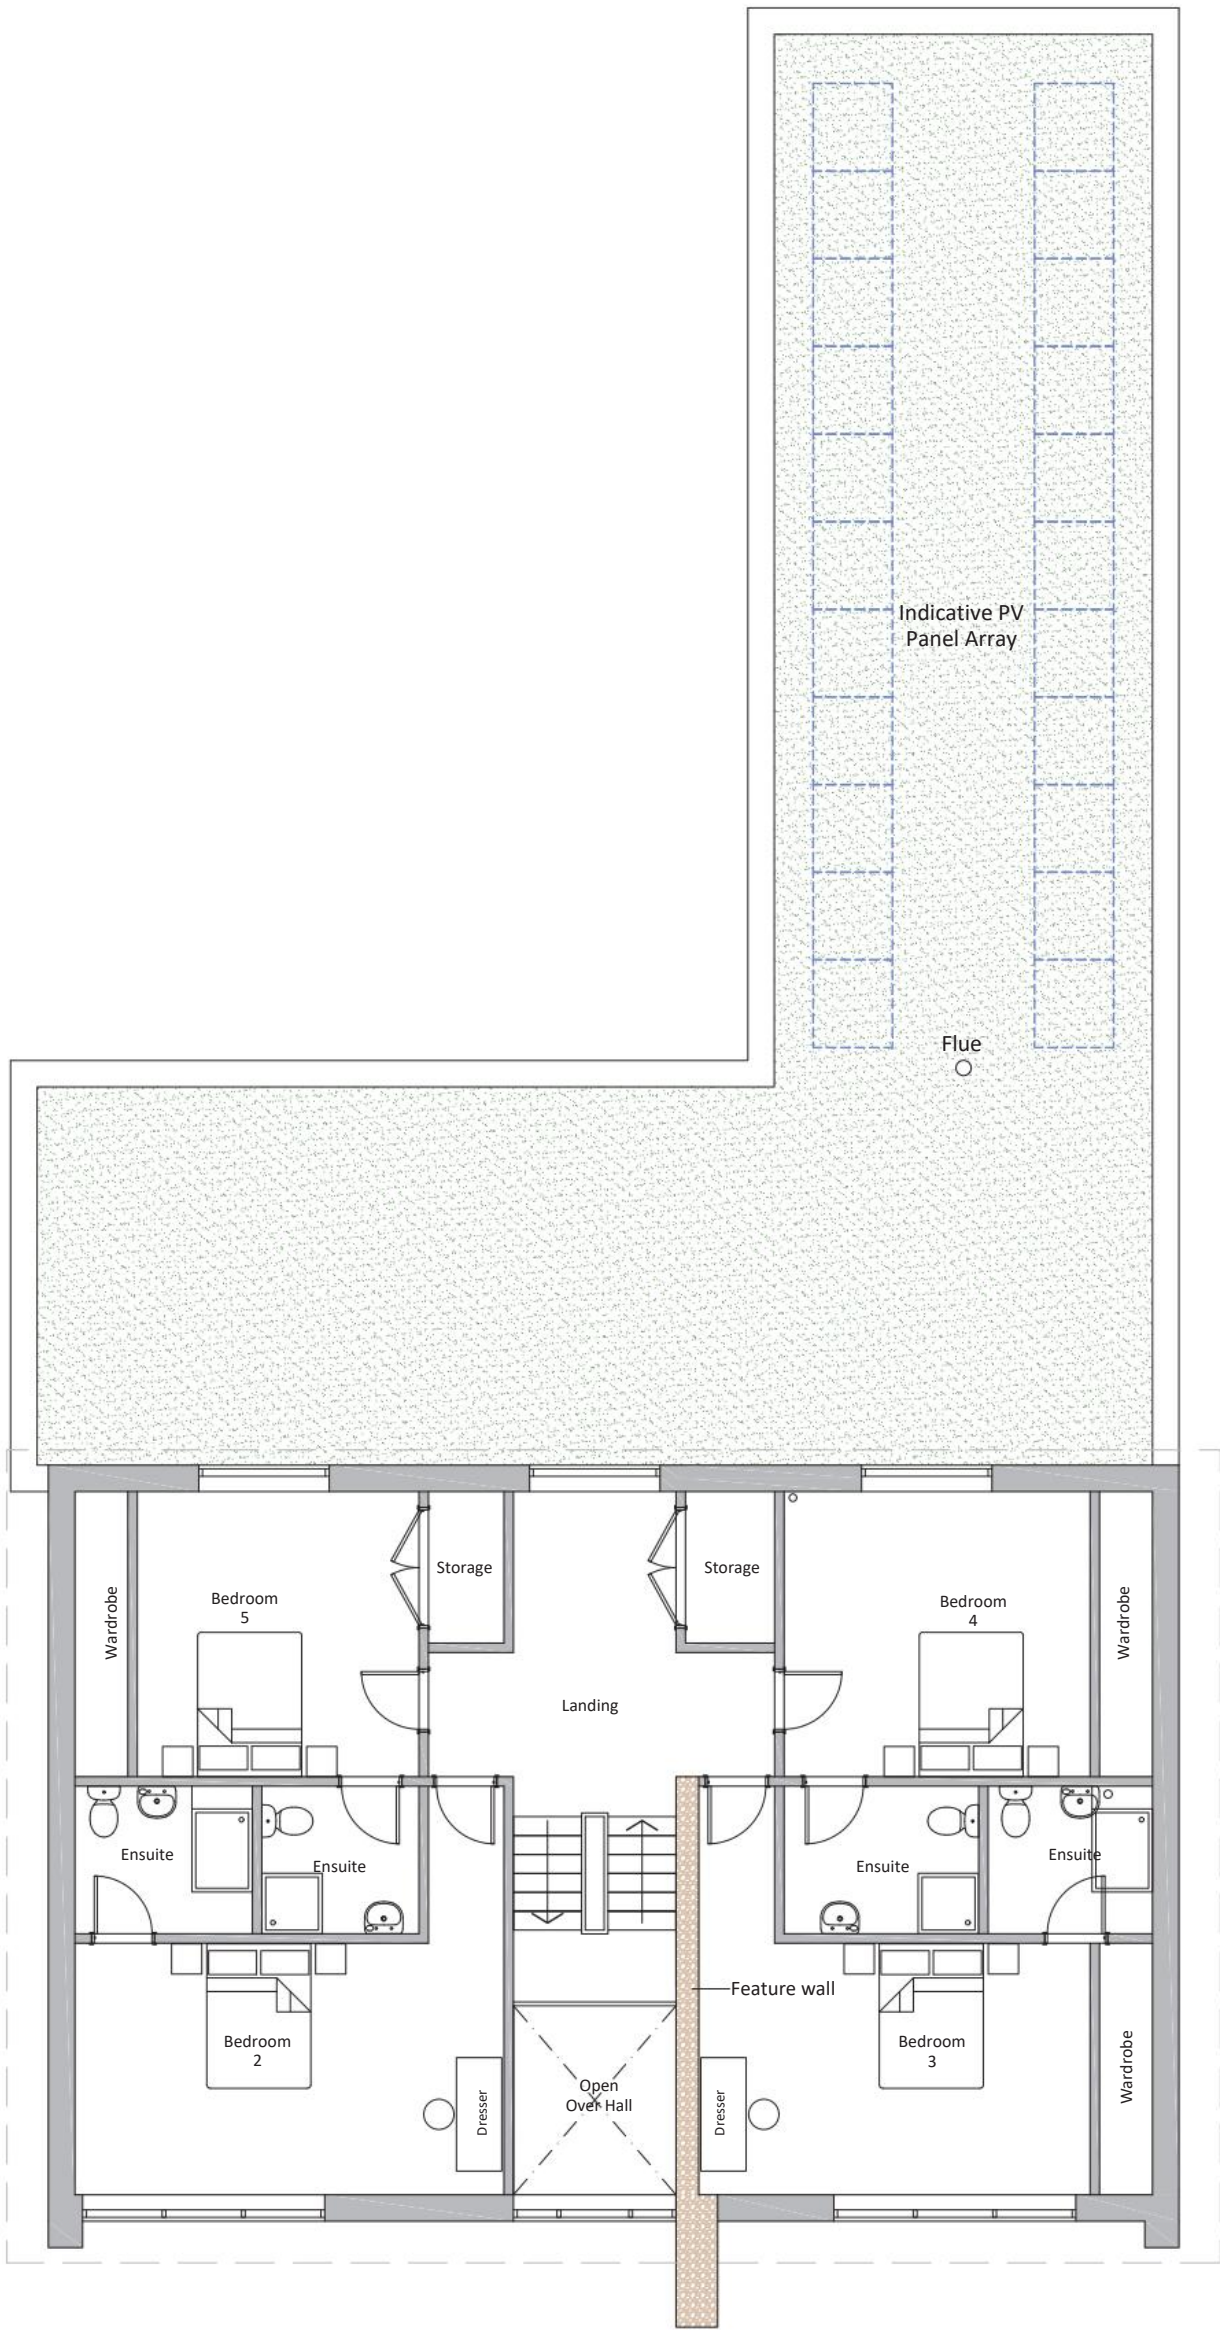 Indicative PV
Panel Array
Flue
Wardrobe
Bedroom
5
Storage
Storage
Bedroom
4
Wardrobe
Landing
Ensuite
Ensuite
Ensuite
Ensuite
Feature wall
Bedroom
2
Dresser
Open
Over Hall
Dresser
Bedroom
3
Wardrobe